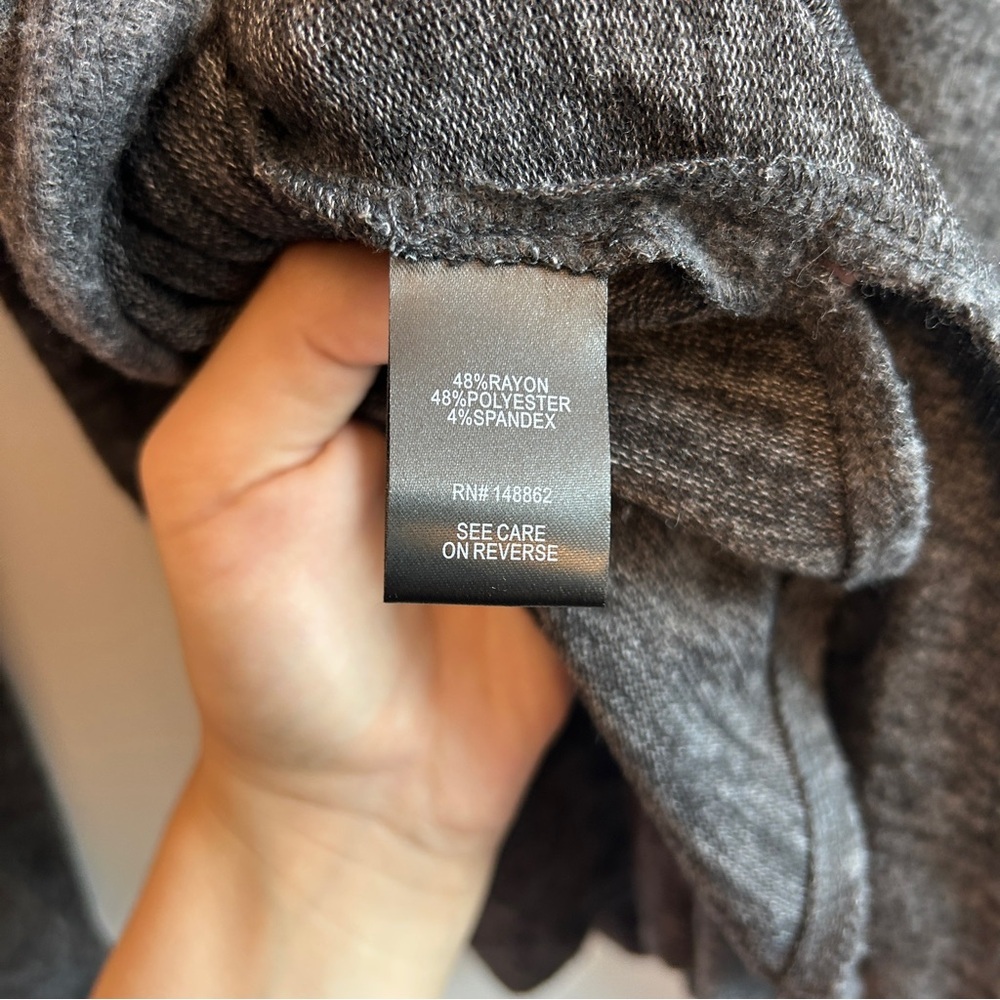 48%RAYON
48%POLYESTER
4%SPANDEX
RN# 148862
SEE CARE
ON REVERSE